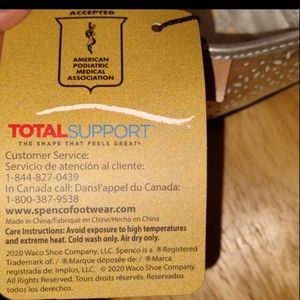 ACCEPTED
AMERICAN
PODIATRIC
MEDICAL
ASSOCIATION
TOTALSUPPORT
THE SHAPE THAT FEELS GREAT®
Customer Service:
Servicio de atención al cliente:
1-844-827-0439
In Canada call: Dansl'appel du Canada:
1-800-387-9538
www.spencofootwear.com
Made in China/Fabriqué en Chine/Hecho en China
Care Instructions: Avoid exposure to high temperatures
and extreme heat. Cold wash only. Air dry only.
2020 Waco Shoe Company, LLC. Spenco is a ®Registered
Trademark of: / ®Marque déposée de: / ®Marca
registrada de: Implus, LLC. © 2020 Waco Shoe Company.
All Rights Reserved. Tours droits réservés. Reservados
todos los derechos.